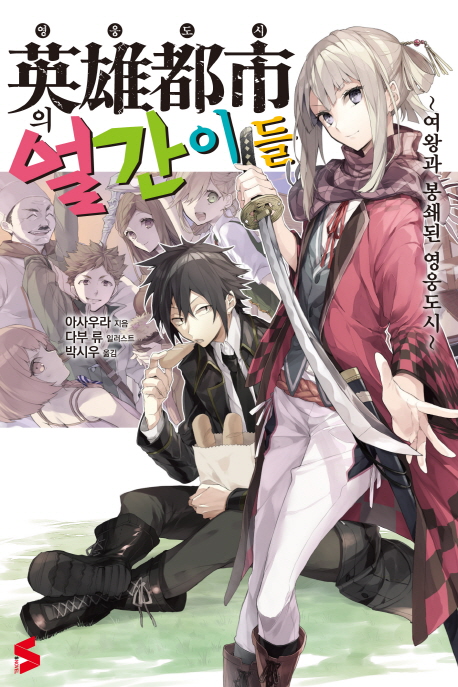 영웅도시
英雄都市
의
얼간이들
~여왕과 봉쇄된 영웅도시~
아사우라 지음
다부 류 일러스트
박시우 옮김
S
NOVEL